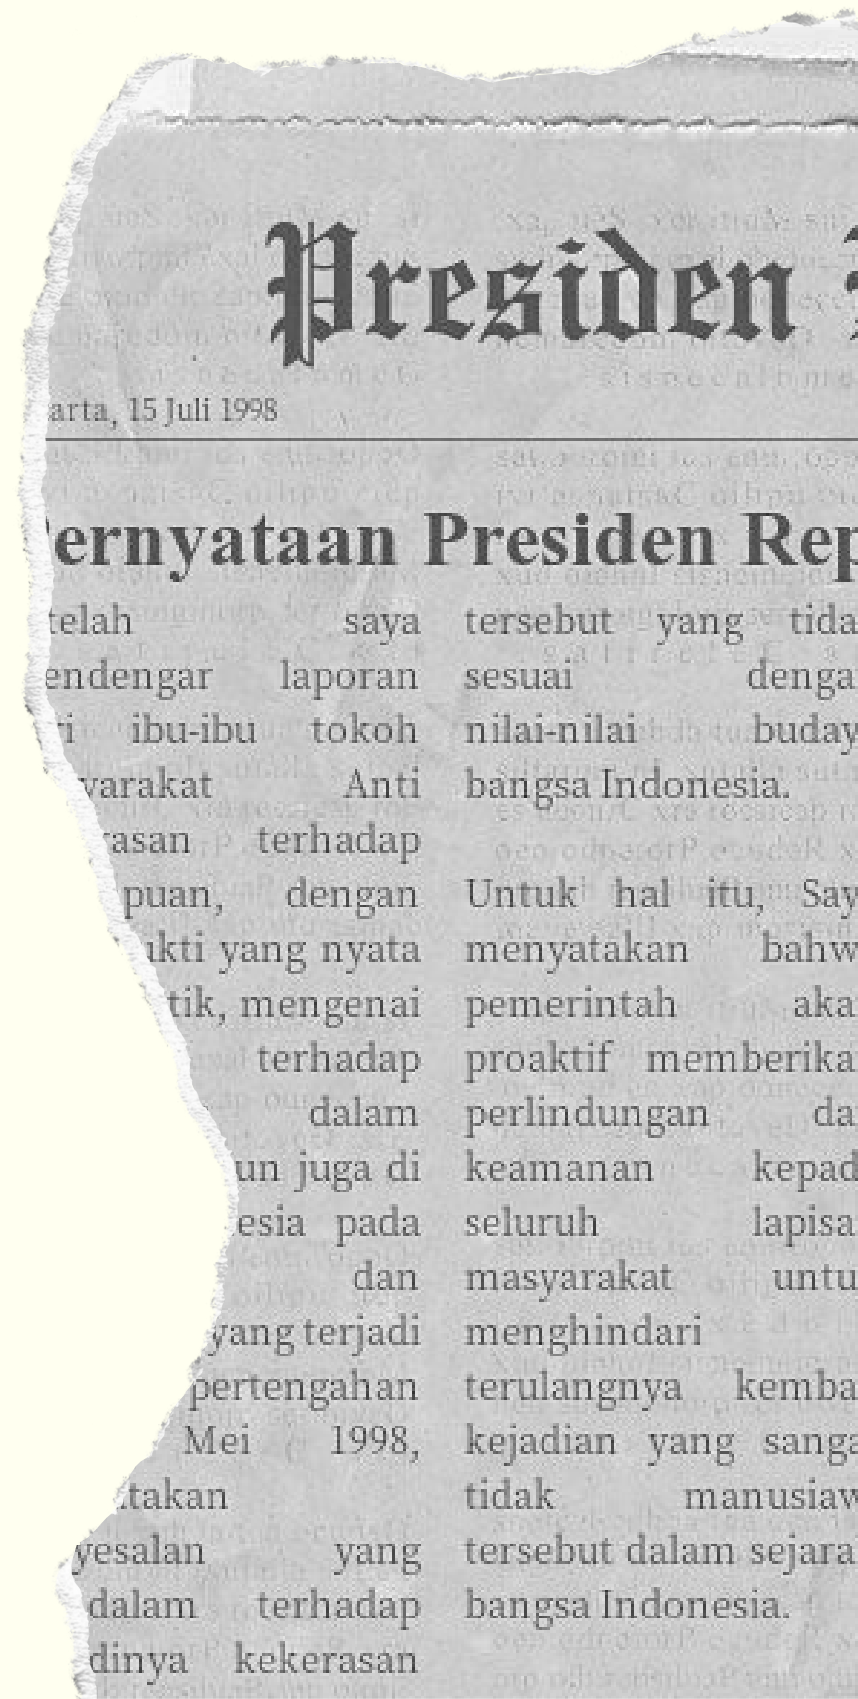 Presiden
arta, 15 Juli 1998
Pernyataan Presiden Rep
telah saya
endengar laporan
ri ibu-ibu tokoh
yarakat Anti
asan terhadap
puan, dengan
ukti yang nyata
tik, mengenai
terhadap
dalam
un juga di
esia pada
dan
yang terjadi
pertengahan
Mei 1998,
takan
yesalan yang
dalam terhadap
dinya kekerasan
tersebut yang tida
sesuai denga
nilai-nilai buday
bangsa Indonesia.
Untuk hal itu, Say
menyatakan bahw
pemerintah aka
proaktif memberika
perlindungan da
keamanan kepad
seluruh lapisa
masyarakat untu
menghindari
terulangnya kemba
kejadian yang sanga
tidak manusiaw
tersebut dalam sejara
bangsa Indonesia.